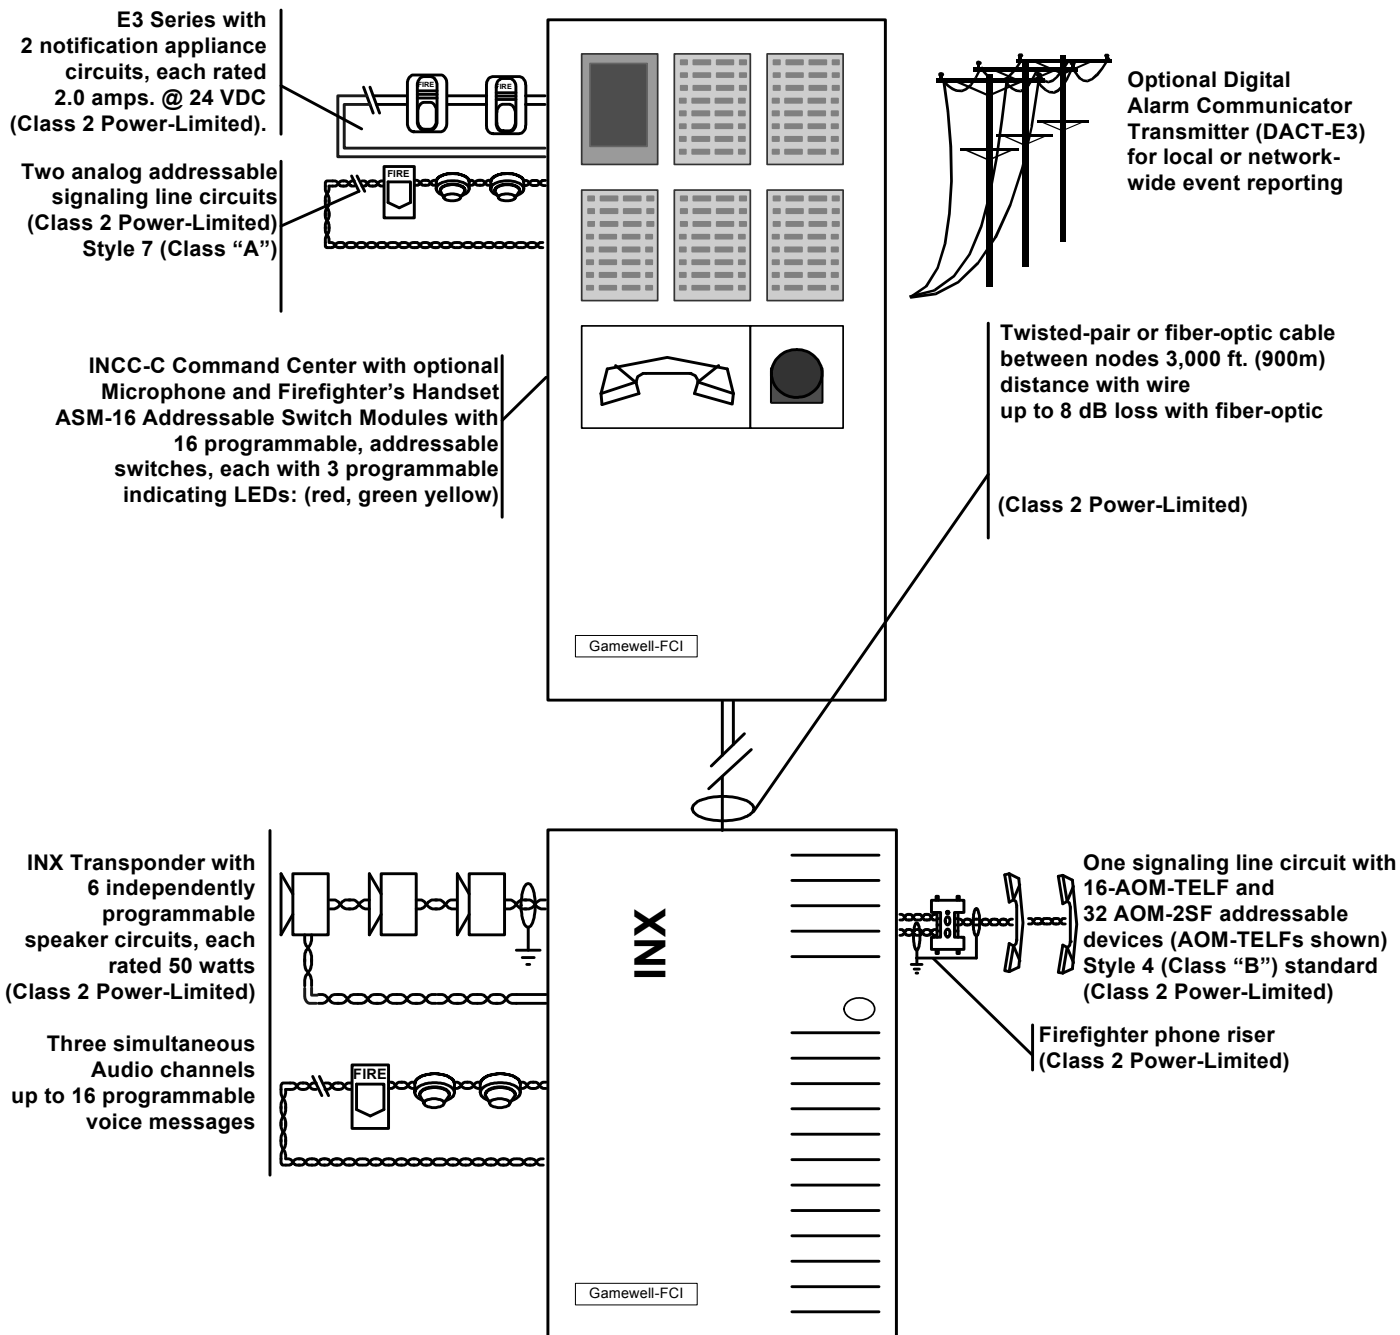 E3 Series with
2 notification appliance
circuits, each rated
2.0 amps. @ 24 VDC
(Class 2 Power-Limited).
FIRE
FIRE
Two analog addressable
signaling line circuits
(Class 2 Power-Limited)
Style 7 (Class “A”)
FIRE
Optional Digital
Alarm Communicator
Transmitter (DACT-E3)
for local or network-
wide event reporting
INCC-C Command Center with optional
Microphone and Firefighter’s Handset
ASM-16 Addressable Switch Modules with
16 programmable, addressable
switches, each with 3 programmable
indicating LEDs: (red, green yellow)
Twisted-pair or fiber-optic cable
between nodes 3,000 ft. (900m)
distance with wire
up to 8 dB loss with fiber-optic
(Class 2 Power-Limited)
Gamewell-FCI
INX Transponder with
6 independently
programmable
speaker circuits, each
rated 50 watts
(Class 2 Power-Limited)
INX
One signaling line circuit with
16-AOM-TELF and
32 AOM-2SF addressable
devices (AOM-TELFs shown)
Style 4 (Class “B”) standard
(Class 2 Power-Limited)
Firefighter phone riser
(Class 2 Power-Limited)
Three simultaneous
Audio channels
up to 16 programmable
voice messages
FIRE
Gamewell-FCI